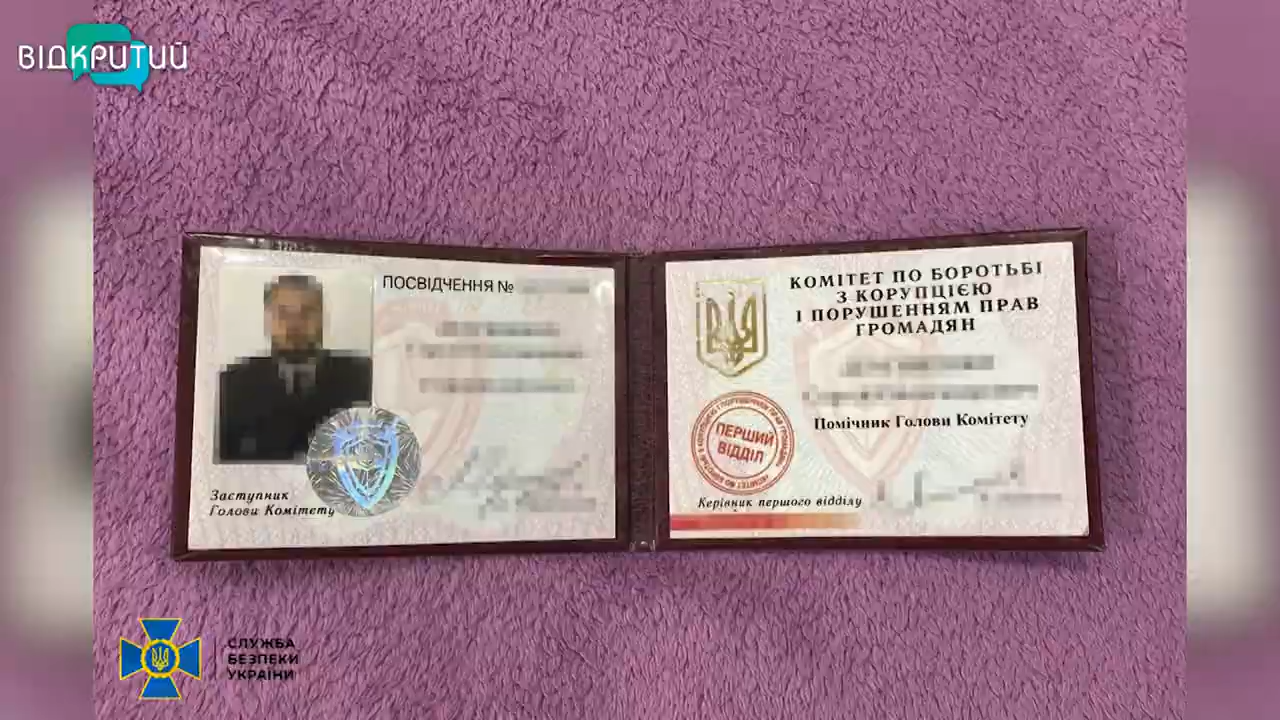 ВІДКРИТИЙ
ПОСВІДЧЕННЯ №
Заступник
Голови Комітету
КОМІТЕТ ПО БОРОТЬБІ
З КОРУПЦІЄЮ
І ПОРУШЕННЯМ ПРАВ
ГРОМАДЯН
ПЕРШИЙ
ВІДДІЛ
Помічник Голови Комітету
Керівник першого відділу
СЛУЖБА
БЕЗПЕКИ
УКРАЇНИ